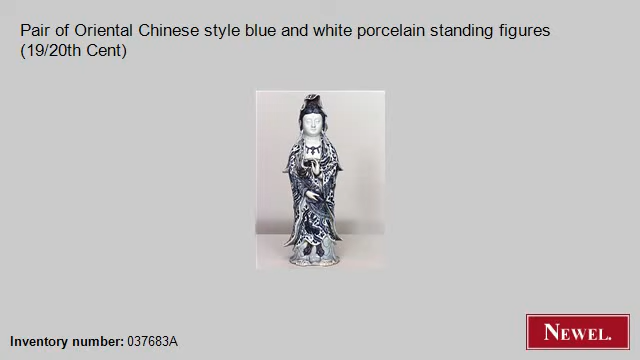 Pair of Oriental Chinese style blue and white porcelain standing figures
(19/20th Cent)
Inventory number: 037683A
NEWEL.